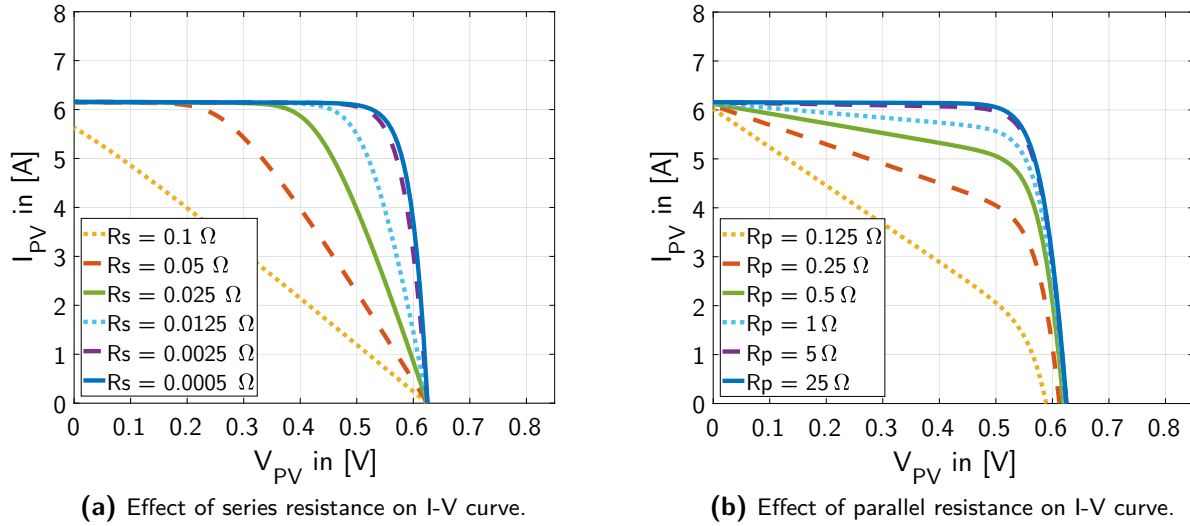 8
7
6
5
4
3
2
1
0
I_PV in [A]
Rs = 0.1 Ω
Rs = 0.05 Ω
Rs = 0.025 Ω
Rs = 0.0125 Ω
Rs = 0.0025 Ω
Rs = 0.0005 Ω
0 0.1 0.2 0.3 0.4 0.5 0.6 0.7 0.8
V_PV in [V]
(a) Effect of series resistance on I-V curve.
8
7
6
5
4
3
2
1
0
I_PV in [A]
Rp = 0.125 Ω
Rp = 0.25 Ω
Rp = 0.5 Ω
Rp = 1 Ω
Rp = 5 Ω
Rp = 25 Ω
0 0.1 0.2 0.3 0.4 0.5 0.6 0.7 0.8
V_PV in [V]
(b) Effect of parallel resistance on I-V curve.